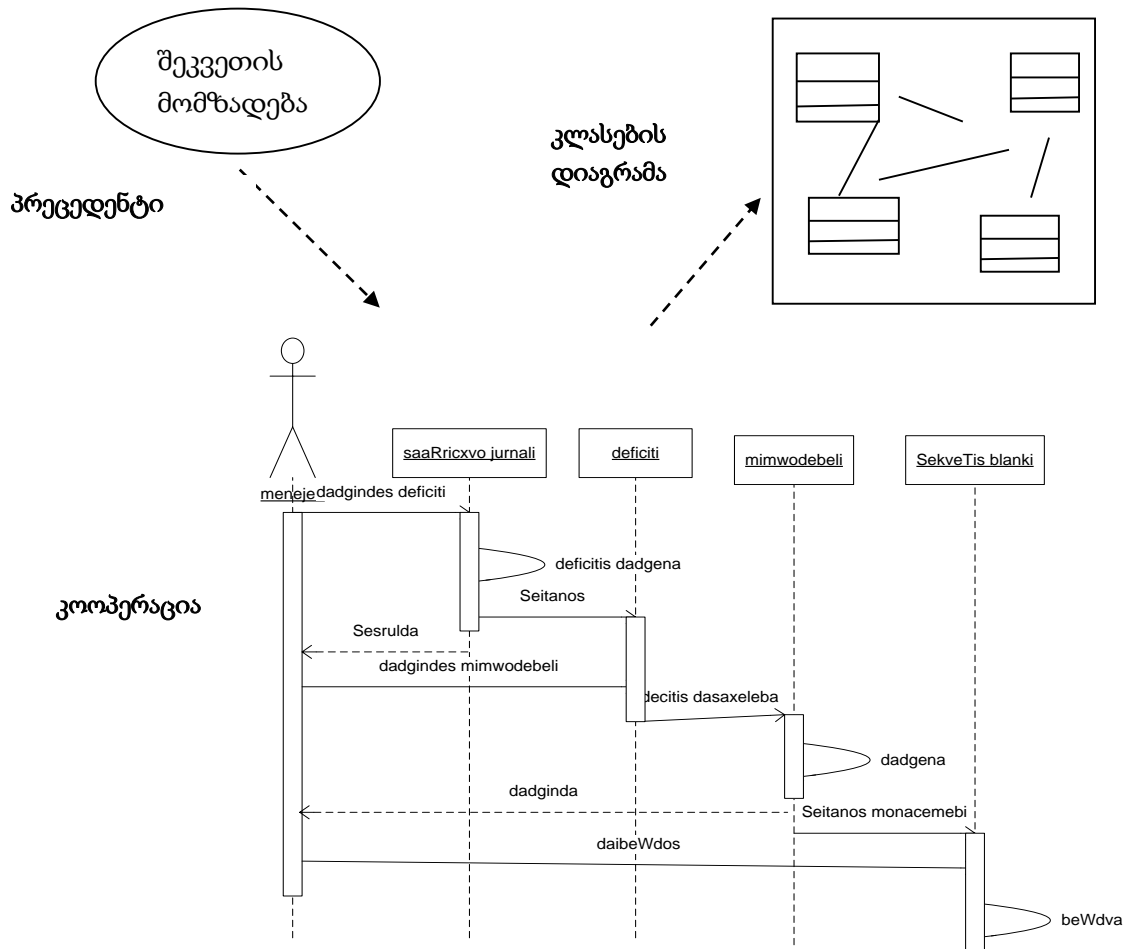 შეკვეთის
მომზადება
კლასების
დიაგრამა
პრეცედენტი
saaRricxvo jurnali
deficiti
mimwodebeli
SekveTis blanki
meneje
dadgindes deficiti
deficitis dadgena
Seitanos
კოოპერაცია
Sesrulda
dadgindes mimwodebeli
decitis dasaxeleba
dadgena
dadginda
Seitanos monacemebi
daibeWdos
beWdva